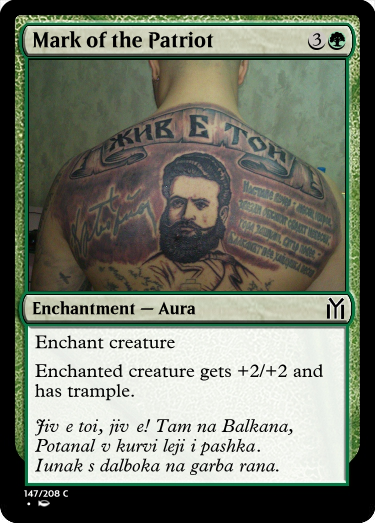 Mark of the Patriot
3
ЖИВ Е ТОЙ
Enchantment — Aura
Enchant creature
Enchanted creature gets +2/+2 and
has trample.
Jiv e toi, jiv e! Tam na Balkana,
Potanal v kurvi leji i pashka.
Iunak s dalboka na garba rana.
147/208 C